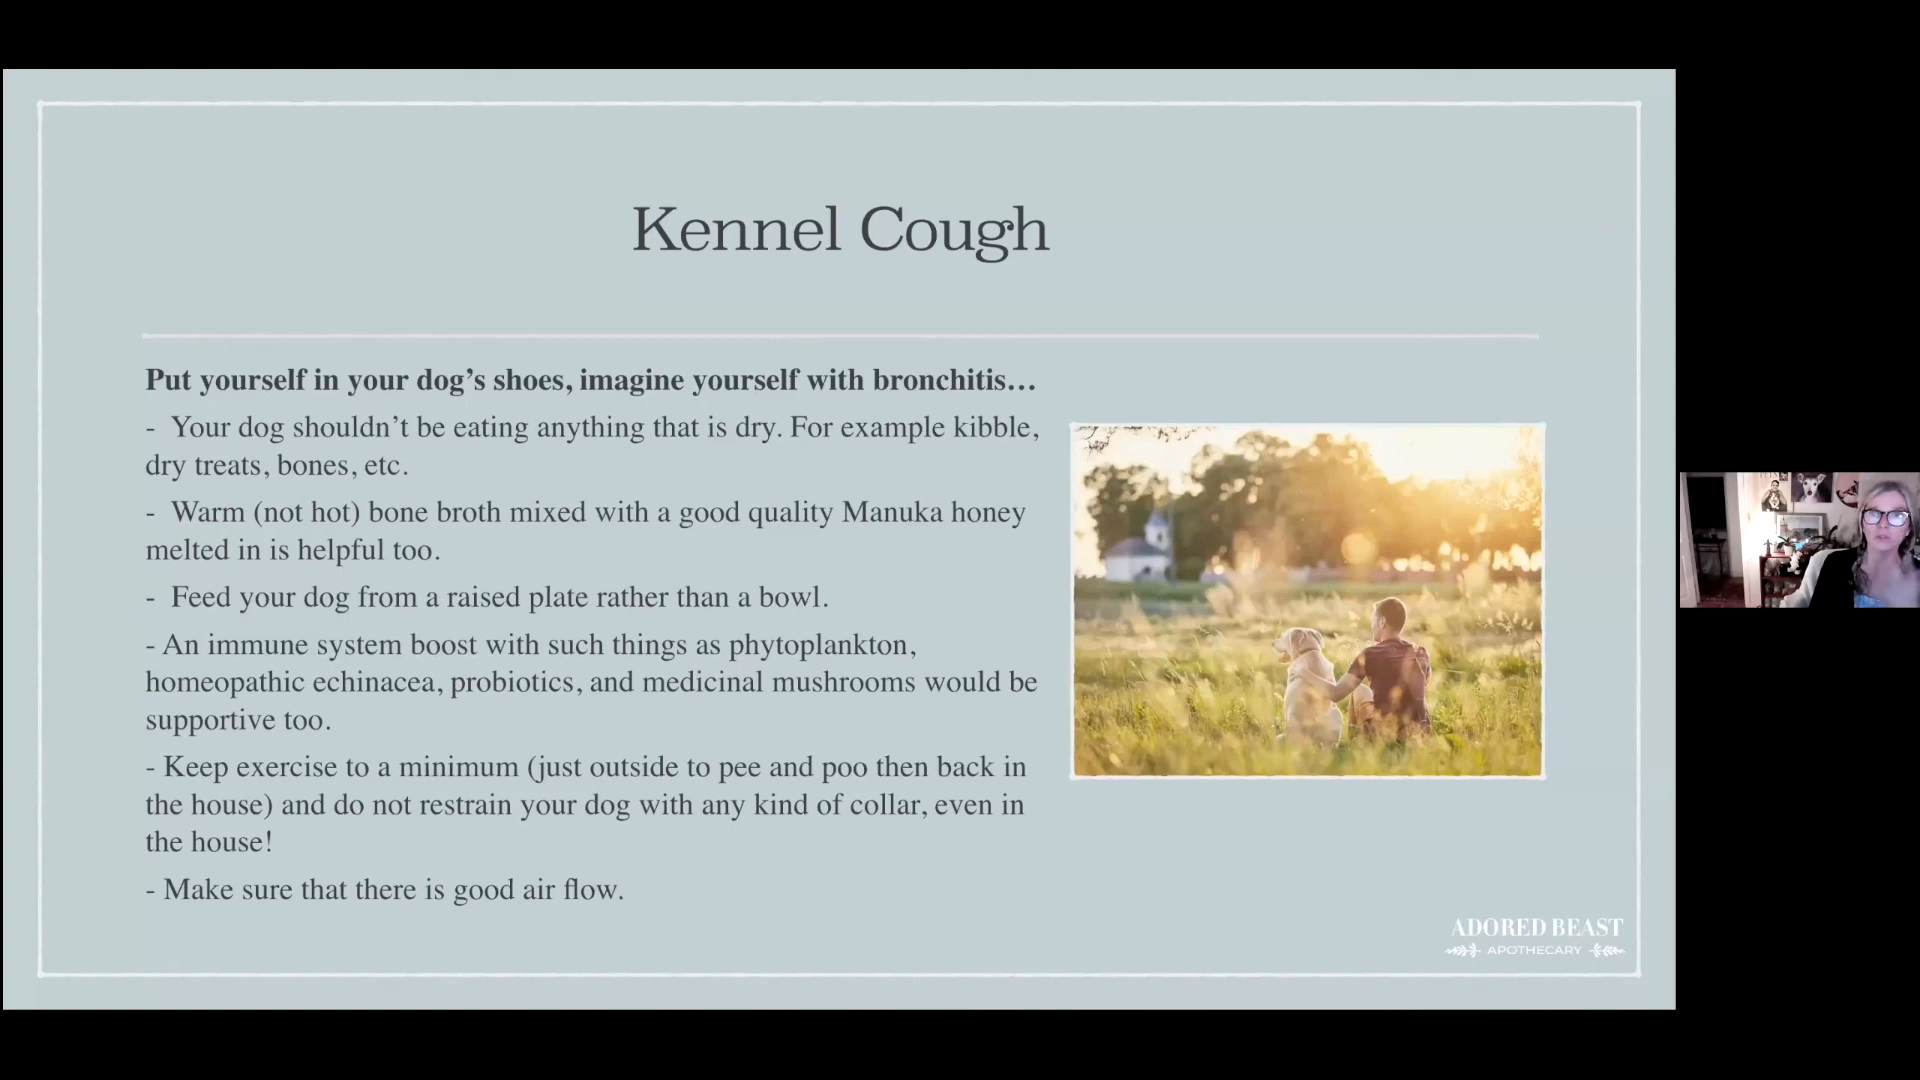 Kennel Cough
Put yourself in your dog’s shoes, imagine yourself with bronchitis…
- Your dog shouldn’t be eating anything that is dry. For example kibble,
dry treats, bones, etc.
- Warm (not hot) bone broth mixed with a good quality Manuka honey
melted in is helpful too.
- Feed your dog from a raised plate rather than a bowl.
- An immune system boost with such things as phytoplankton,
homeopathic echinacea, probiotics, and medicinal mushrooms would be
supportive too.
- Keep exercise to a minimum (just outside to pee and poo then back in
the house) and do not restrain your dog with any kind of collar, even in
the house!
- Make sure that there is good air flow.
ADORED BEAST
APOTHECARY